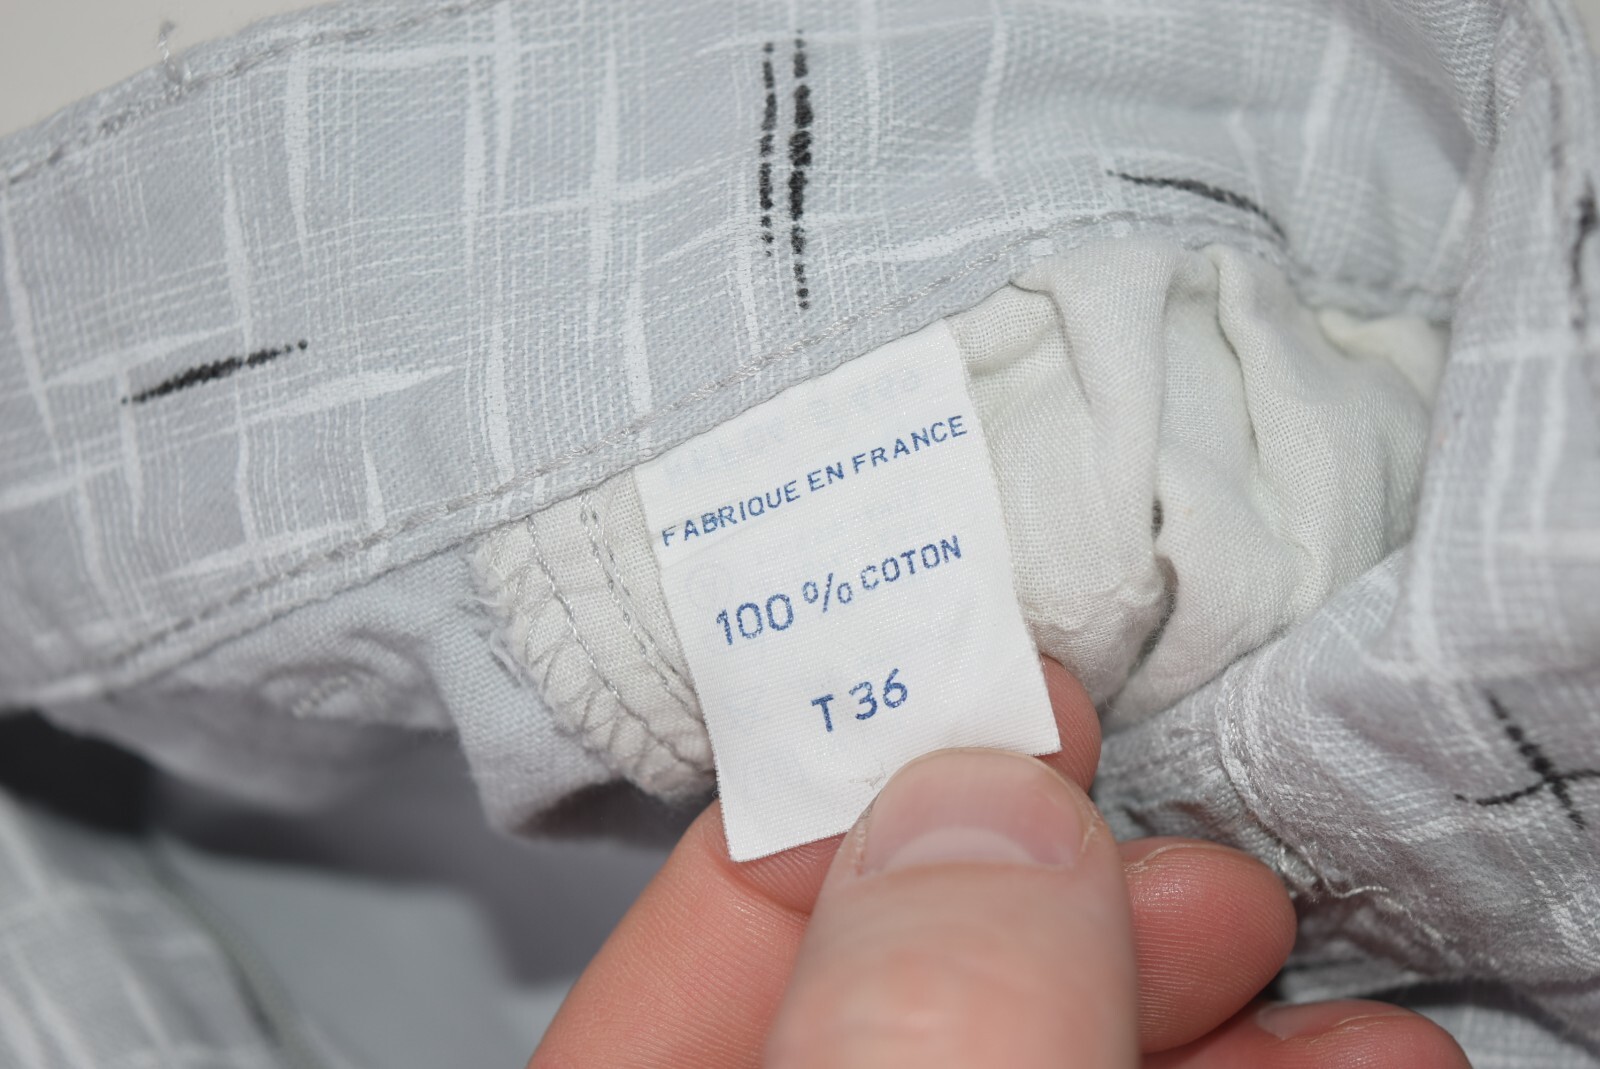 FABRIQUE EN FRANCE
100 % COTON
T 36